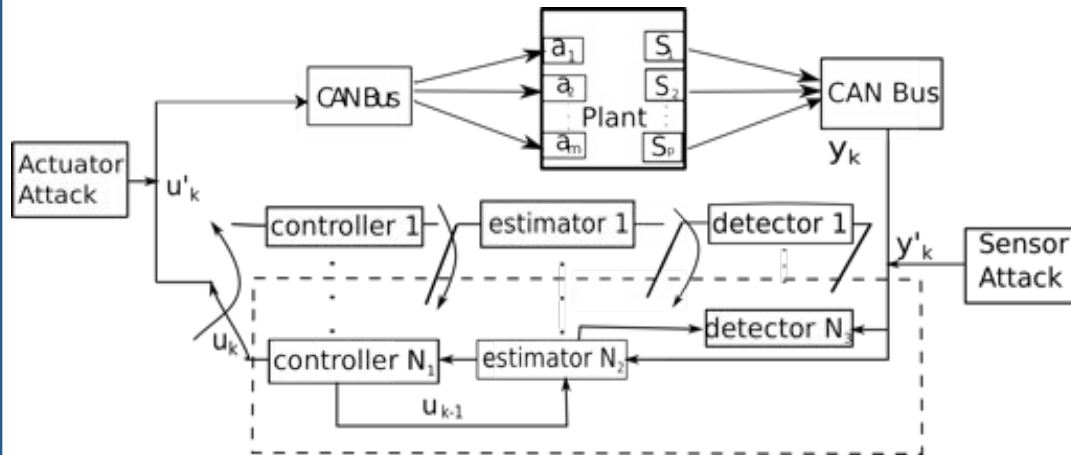 a₁
S₁
CAN Bus
a₂
S₂
CAN Bus
Plant
aₘ
Sₚ
yₖ
Actuator
Attack
u'ₖ
controller 1
estimator 1
detector 1
y'ₖ
Sensor
Attack
uₖ
detector N₃
controller N₁
estimator N₂
uₖ₋₁